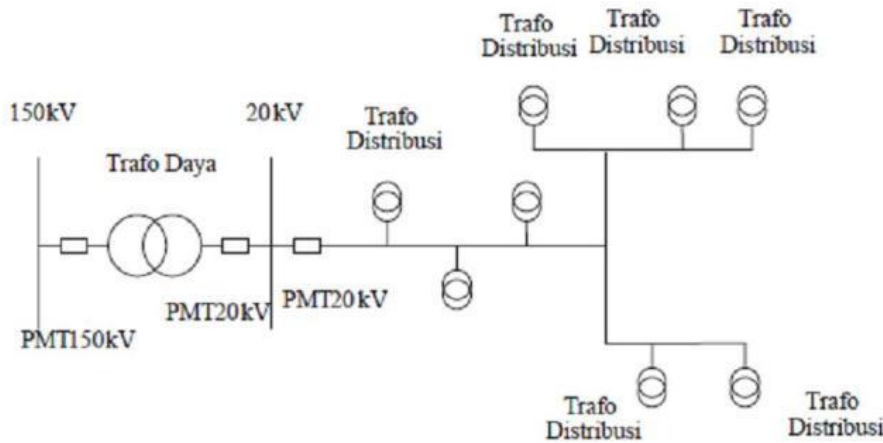 Trafo
Distribusi
Trafo
Distribusi
Trafo
Distribusi
150kV
20kV
Trafo
Distribusi
Trafo Daya
PMT150kV
PMT20kV
PMT20kV
Trafo
Distribusi
Trafo
Distribusi